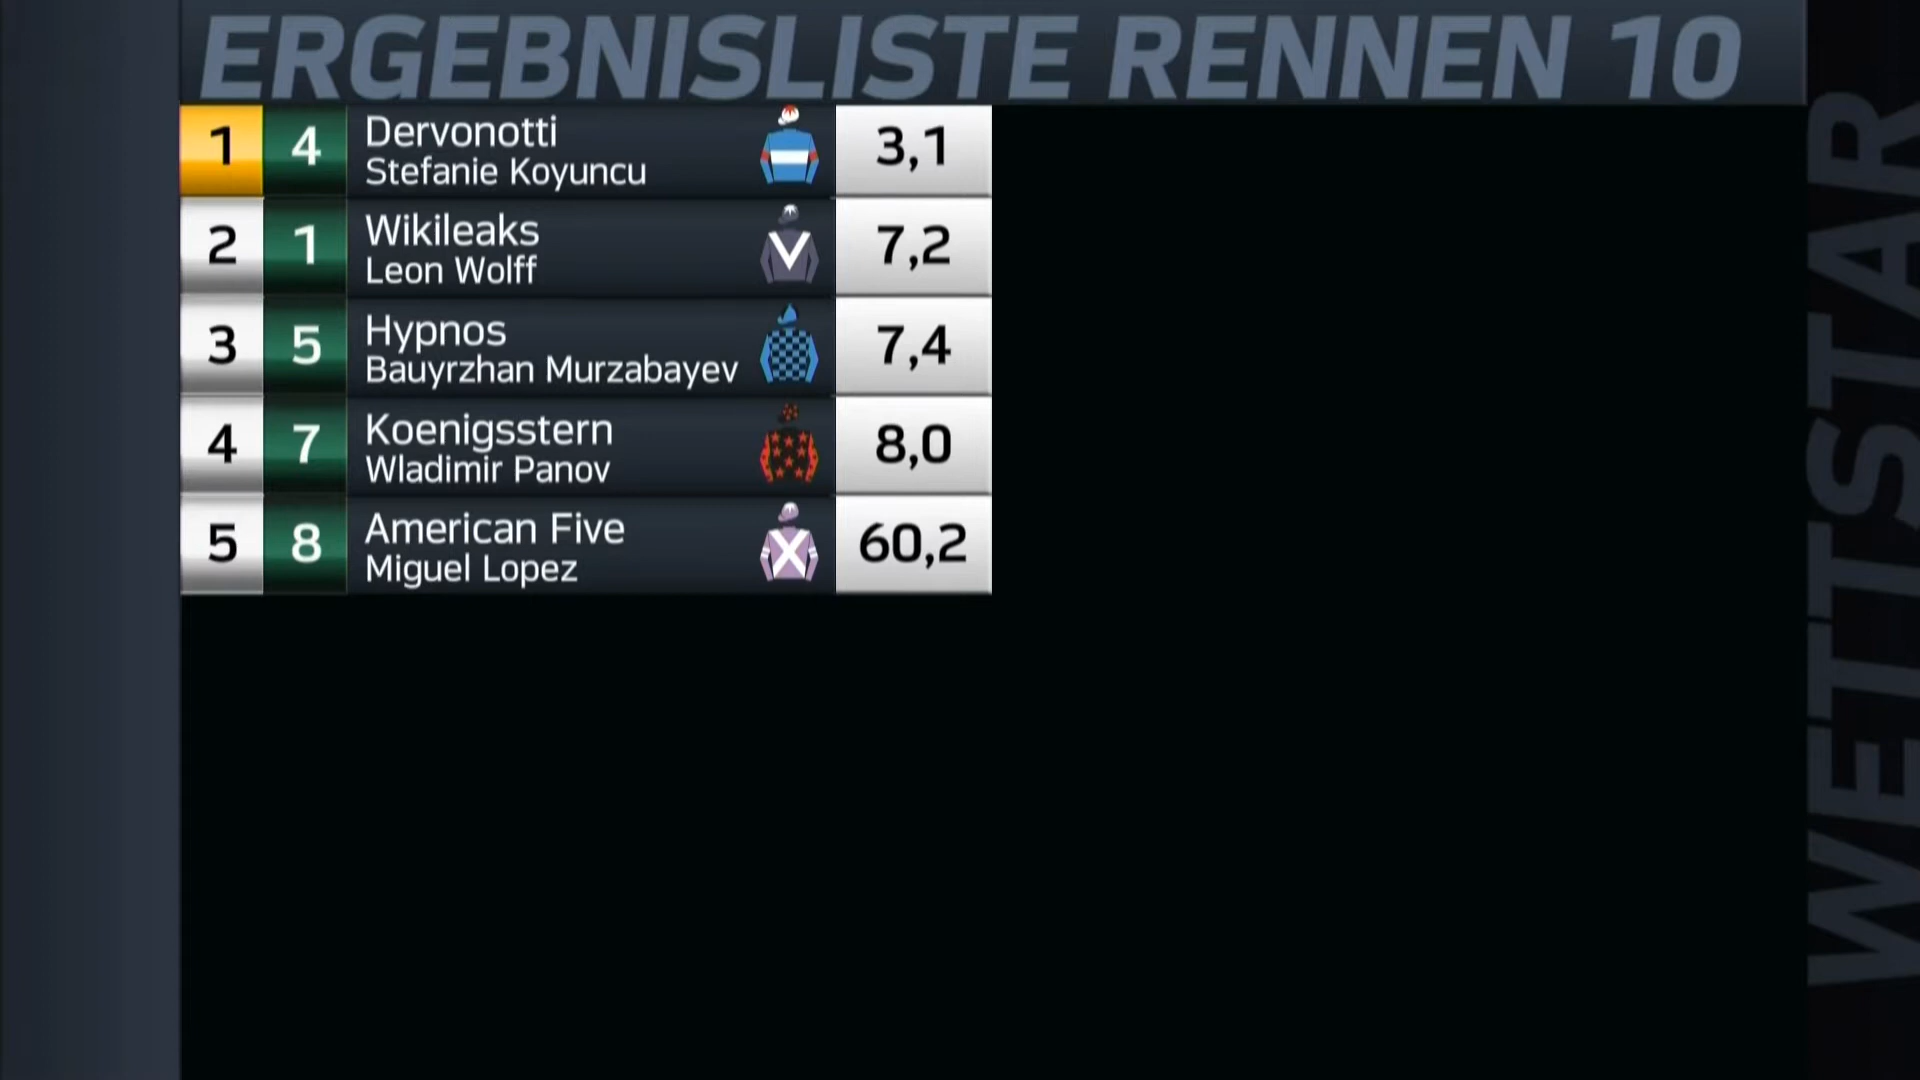 ERGEBNISLISTE RENNEN 10
1 4 Dervonotti 3,1
Stefanie Koyuncu
2 1 Wikileaks 7,2
Leon Wolff
3 5 Hypnos 7,4
Bauyrzhan Murzabayev
4 7 Koenigsstern 8,0
Wladimir Panov
5 8 American Five 60,2
Miguel Lopez
WETTSTAR